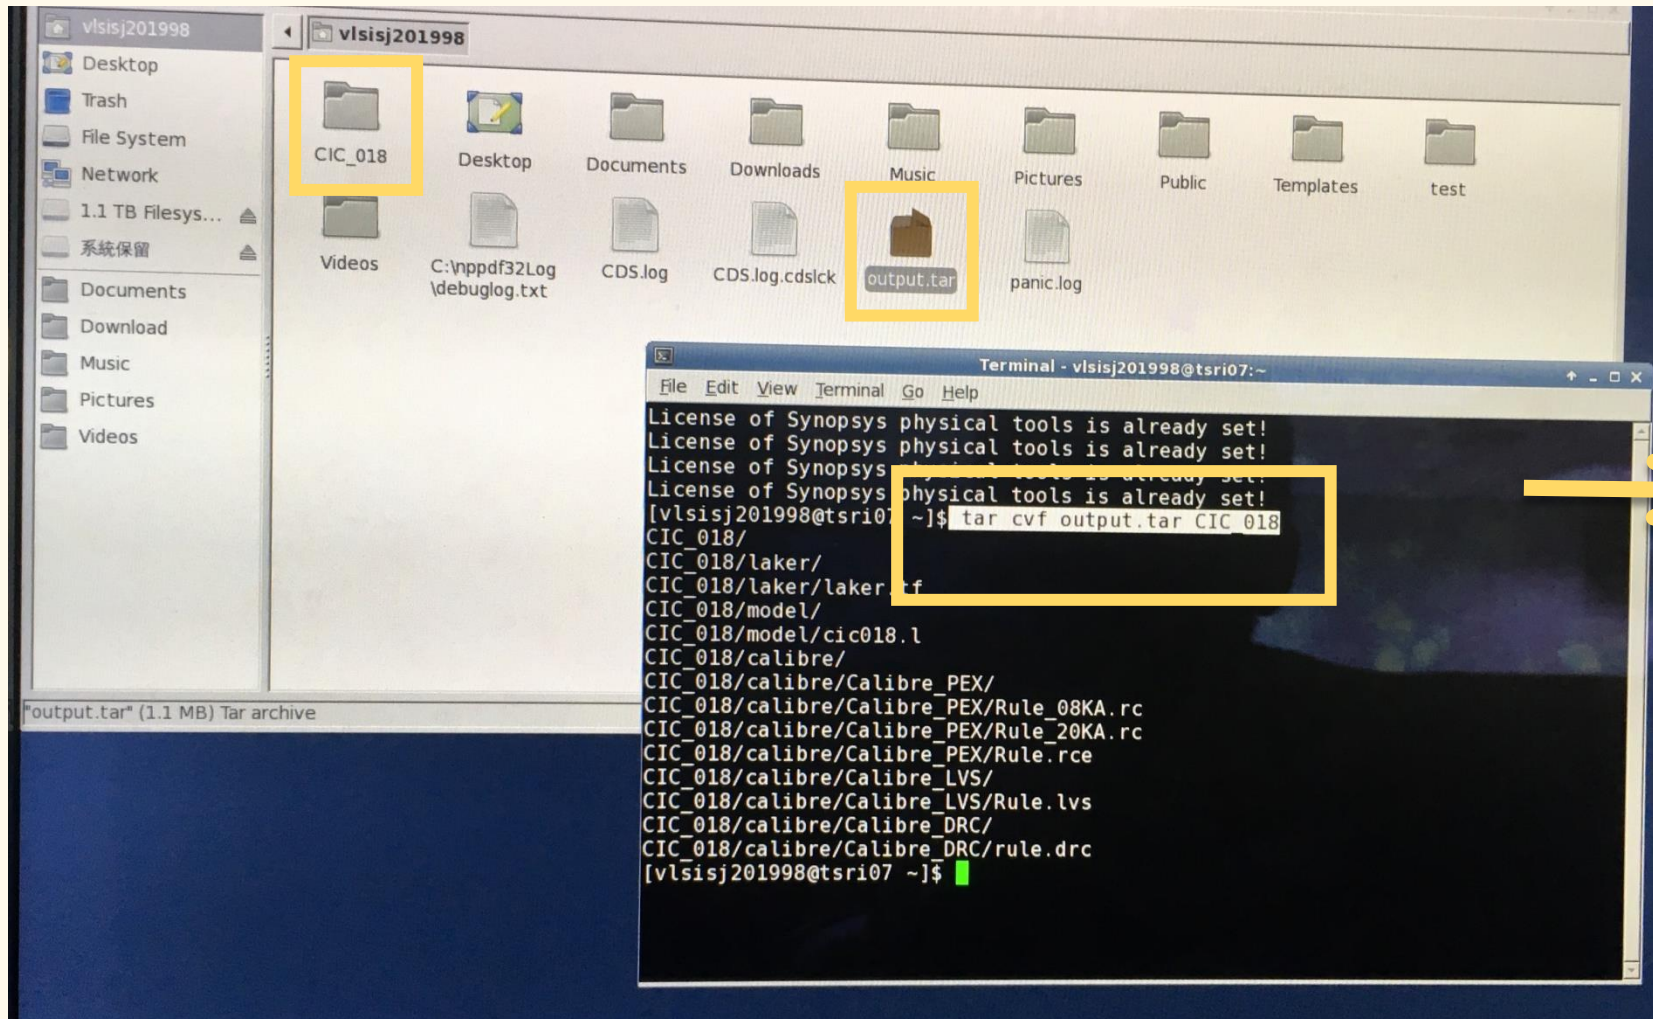 vlsisj201998
Desktop
Trash
File System
Network
1.1 TB Filesys...
系統保留
Documents
Download
Music
Pictures
Videos
vlsisj201998
CIC_018
Desktop
Documents
Downloads
Music
Pictures
Public
Templates
test
Videos
C:\nppdf32Log
\debuglog.txt
CDS.log
CDS.log.cdslck
output.tar
panic.log
"output.tar" (1.1 MB) Tar archive
Terminal - vlsisj201998@tsri07:~
File Edit View Terminal Go Help
License of Synopsys physical tools is already set!
License of Synopsys physical tools is already set!
License of Synopsys physical tools is already set!
License of Synopsys physical tools is already set!
[vlsisj201998@tsri07 ~]$ tar cvf output.tar CIC_018
CIC_018/
CIC_018/laker/
CIC_018/laker/laker.tf
CIC_018/model/
CIC_018/model/cic018.l
CIC_018/calibre/
CIC_018/calibre/Calibre_PEX/
CIC_018/calibre/Calibre_PEX/Rule_08KA.rc
CIC_018/calibre/Calibre_PEX/Rule_20KA.rc
CIC_018/calibre/Calibre_PEX/Rule.rce
CIC_018/calibre/Calibre_LVS/
CIC_018/calibre/Calibre_LVS/Rule.lvs
CIC_018/calibre/Calibre_DRC/
CIC_018/calibre/Calibre_DRC/rule.drc
[vlsisj201998@tsri07 ~]$